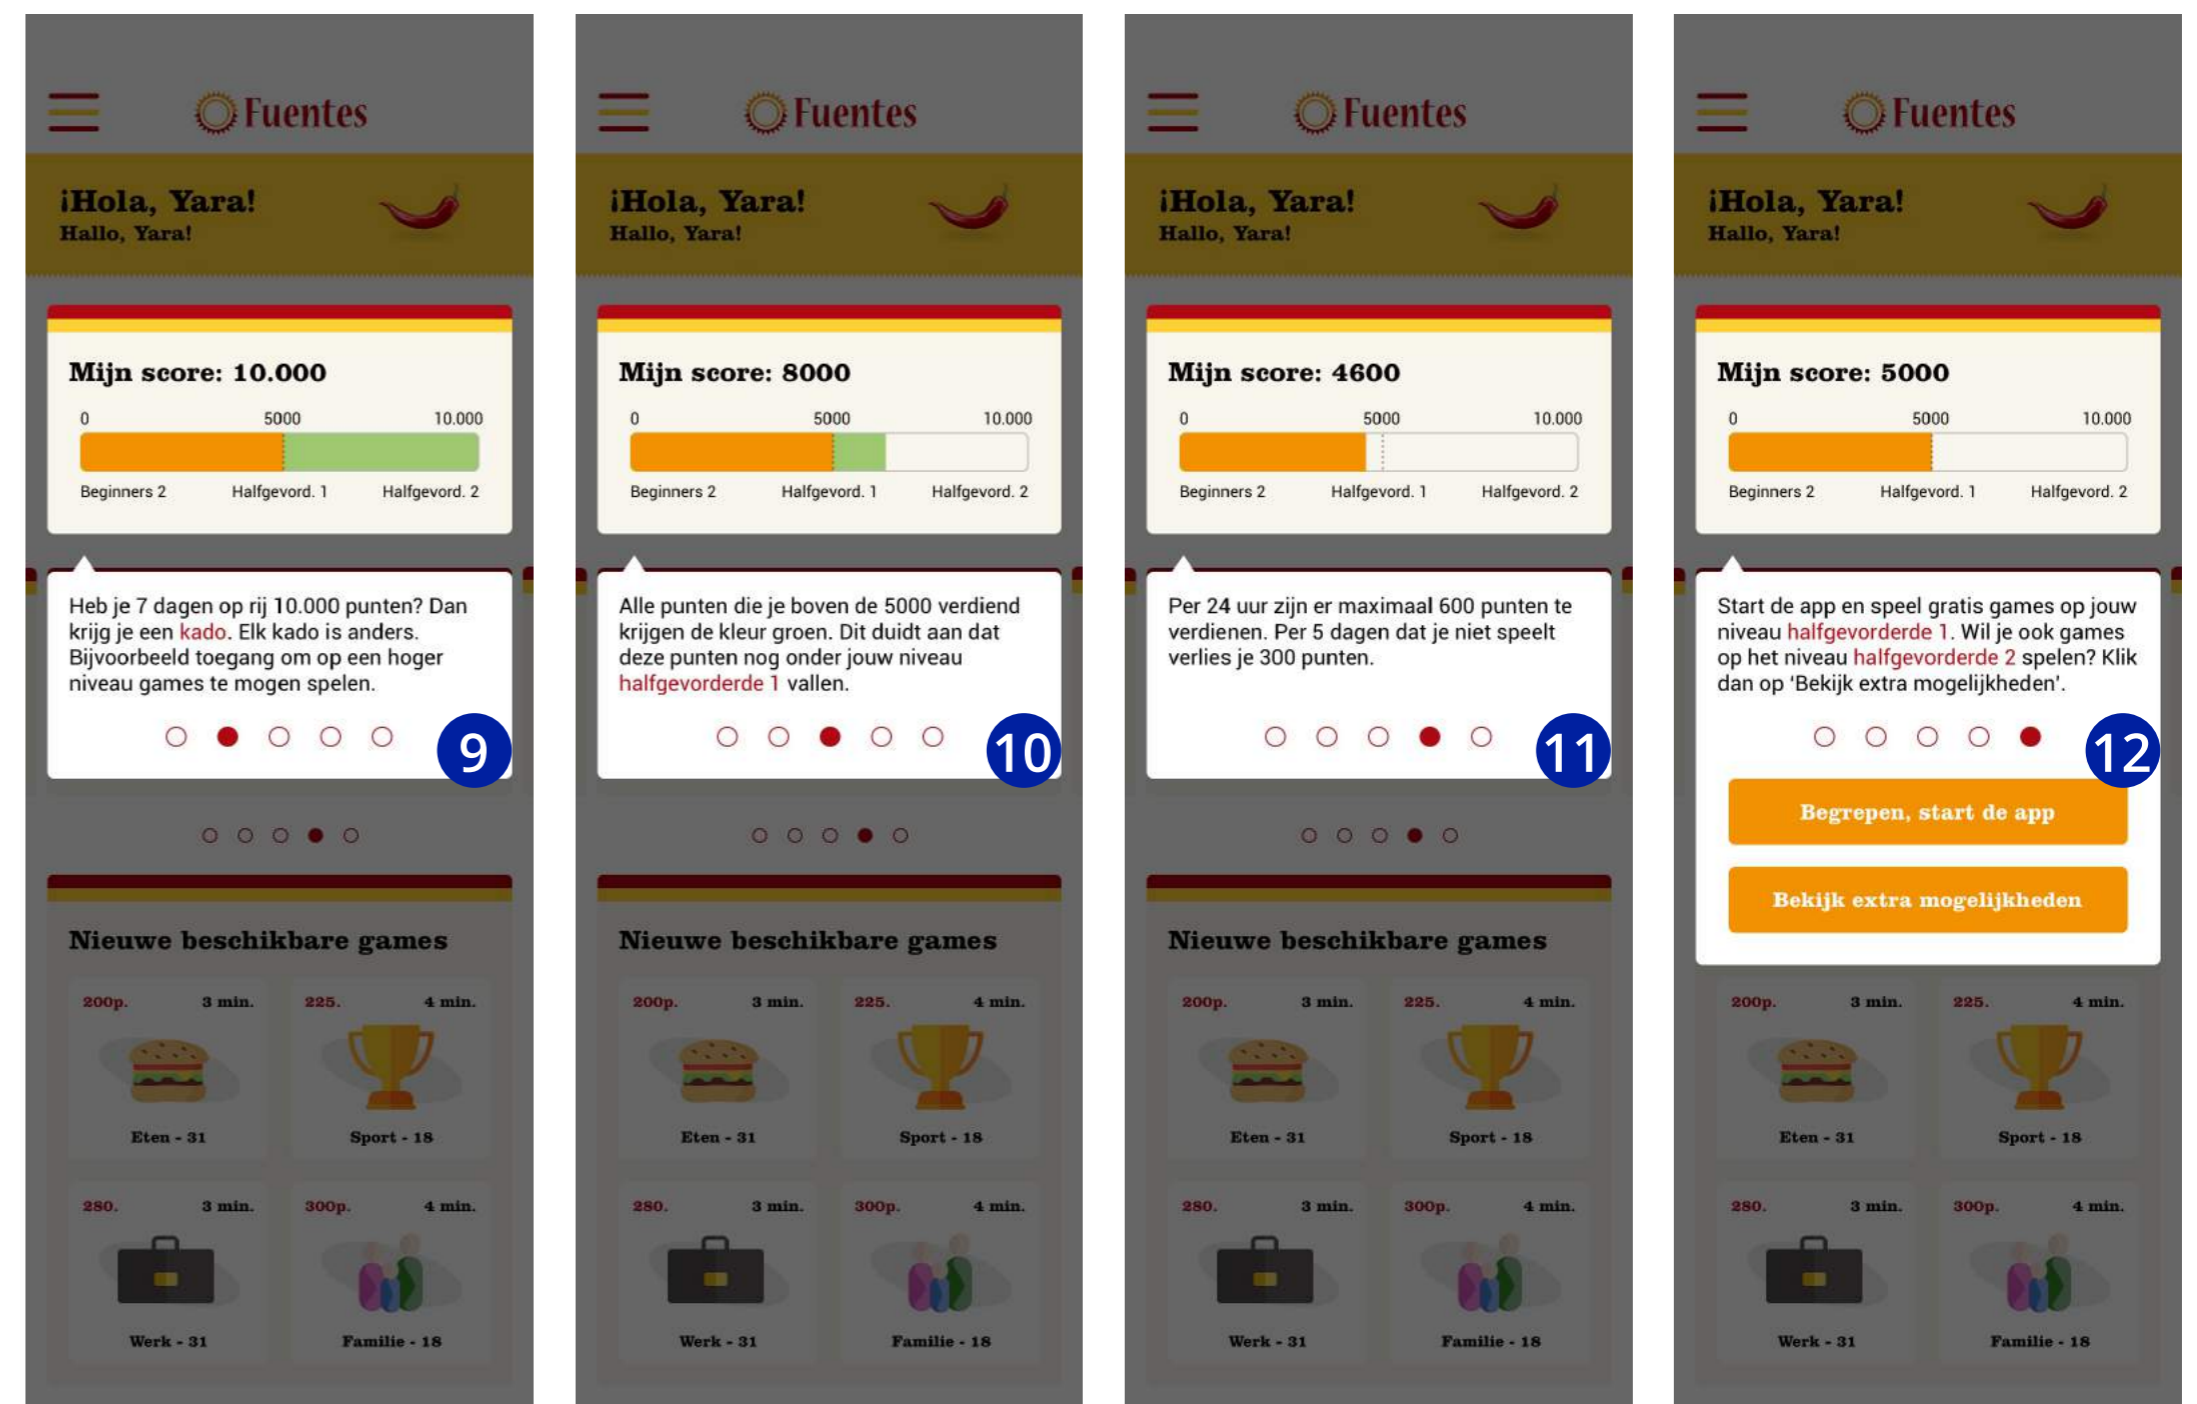 Fuentes
¡Hola, Yara!
Hallo, Yara!
Mijn score: 10.000
0 5000 10.000
Beginners 2 Halfgevord. 1 Halfgevord. 2
Heb je 7 dagen op rij 10.000 punten? Dan
krijg je een kado. Elk kado is anders.
Bijvoorbeeld toegang om op een hoger
niveau games te mogen spelen.
9
Nieuwe beschikbare games
200p. 3 min. 225. 4 min.
Eten - 31 Sport - 18
280. 3 min. 300p. 4 min.
Werk - 31 Familie - 18
Fuentes
¡Hola, Yara!
Hallo, Yara!
Mijn score: 8000
0 5000 10.000
Beginners 2 Halfgevord. 1 Halfgevord. 2
Alle punten die je boven de 5000 verdiend
krijgen de kleur groen. Dit duidt aan dat
deze punten nog onder jouw niveau
halfgevorderde 1 vallen.
10
Nieuwe beschikbare games
200p. 3 min. 225. 4 min.
Eten - 31 Sport - 18
280. 3 min. 300p. 4 min.
Werk - 31 Familie - 18
Fuentes
¡Hola, Yara!
Hallo, Yara!
Mijn score: 4600
0 5000 10.000
Beginners 2 Halfgevord. 1 Halfgevord. 2
Per 24 uur zijn er maximaal 600 punten te
verdienen. Per 5 dagen dat je niet speelt
verlies je 300 punten.
11
Nieuwe beschikbare games
200p. 3 min. 225. 4 min.
Eten - 31 Sport - 18
280. 3 min. 300p. 4 min.
Werk - 31 Familie - 18
Fuentes
¡Hola, Yara!
Hallo, Yara!
Mijn score: 5000
0 5000 10.000
Beginners 2 Halfgevord. 1 Halfgevord. 2
Start de app en speel gratis games op jouw
niveau halfgevorderde 1. Wil je ook games
op het niveau halfgevorderde 2 spelen? Klik
dan op 'Bekijk extra mogelijkheden'.
12
Begrepen, start de app
Bekijk extra mogelijkheden
200p. 3 min. 225. 4 min.
Eten - 31 Sport - 18
280. 3 min. 300p. 4 min.
Werk - 31 Familie - 18